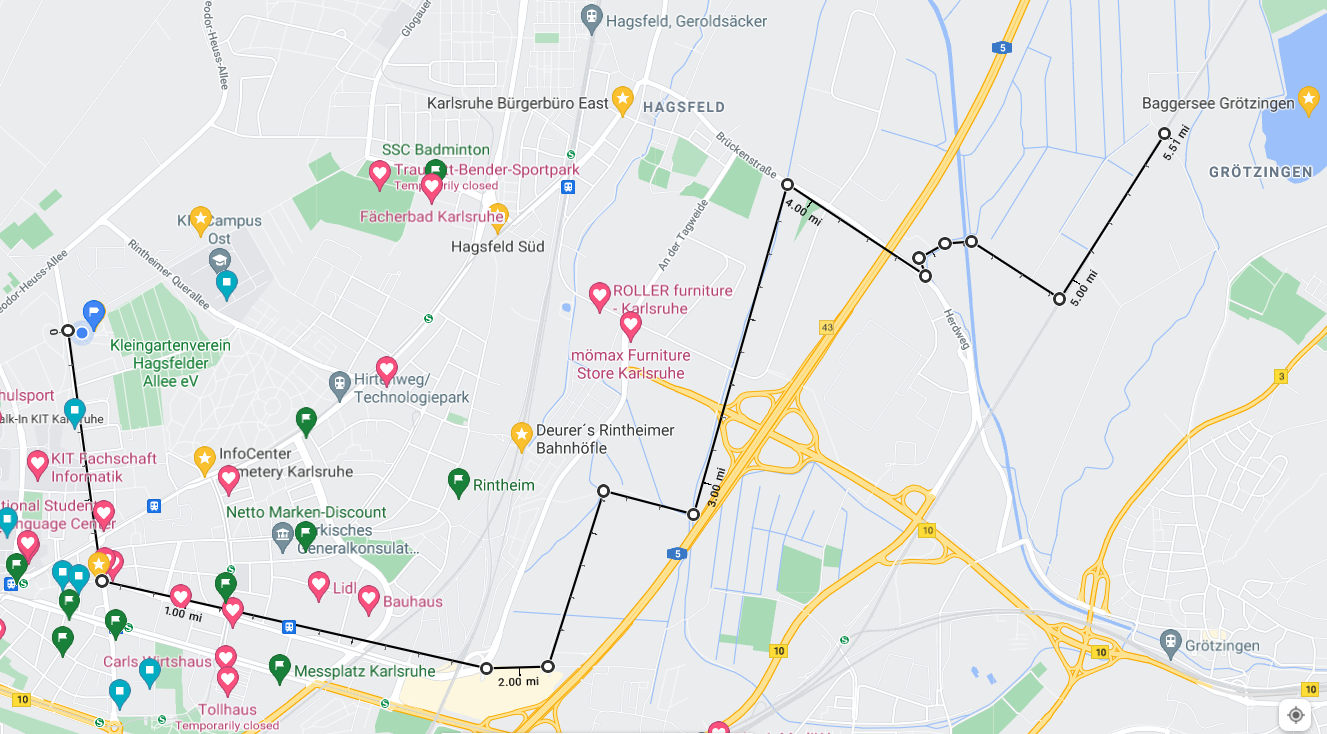 Theodor-Heuss-Allee
Glogauer
Hagsfeld, Geroldsäcker
5
Karlsruhe Bürgerbüro East
HAGSFELD
Baggersee Grötzingen
5.51 mi
GRÖTZINGEN
Brückenstraße
SSC Badminton
Traugott-Bender-Sportpark
Temporarily closed
Fächerbad Karlsruhe
Hagsfeld Süd
4.00 mi
KIT Campus
Ost
Rintheimer Querallee
An der Tagweide
odor-Heuss-Allee
0
5.00 mi
ROLLER furniture
- Karlsruhe
43
Herdweg
Kleingartenverein
Hagsfelder
Allee eV
mömax Furniture
Store Karlsruhe
3
Hirtenweg/
Technologiepark
hulsport
alk-In KIT Karlsruhe
Deurer´s Rintheimer
Bahnhöfle
InfoCenter
metery Karlsruhe
KIT Fachschaft
Informatik
Rintheim
3.00 mi
tional Student
anguage Center
Netto Marken-Discount
rkisches
Generalkonsulat...
10
5
Lidl
Bauhaus
1.00 mi
10
10
Grötzingen
Carls Wirtshaus
Messplatz Karlsruhe
2.00 mi
10
10
Tollhaus
Temporarily closed